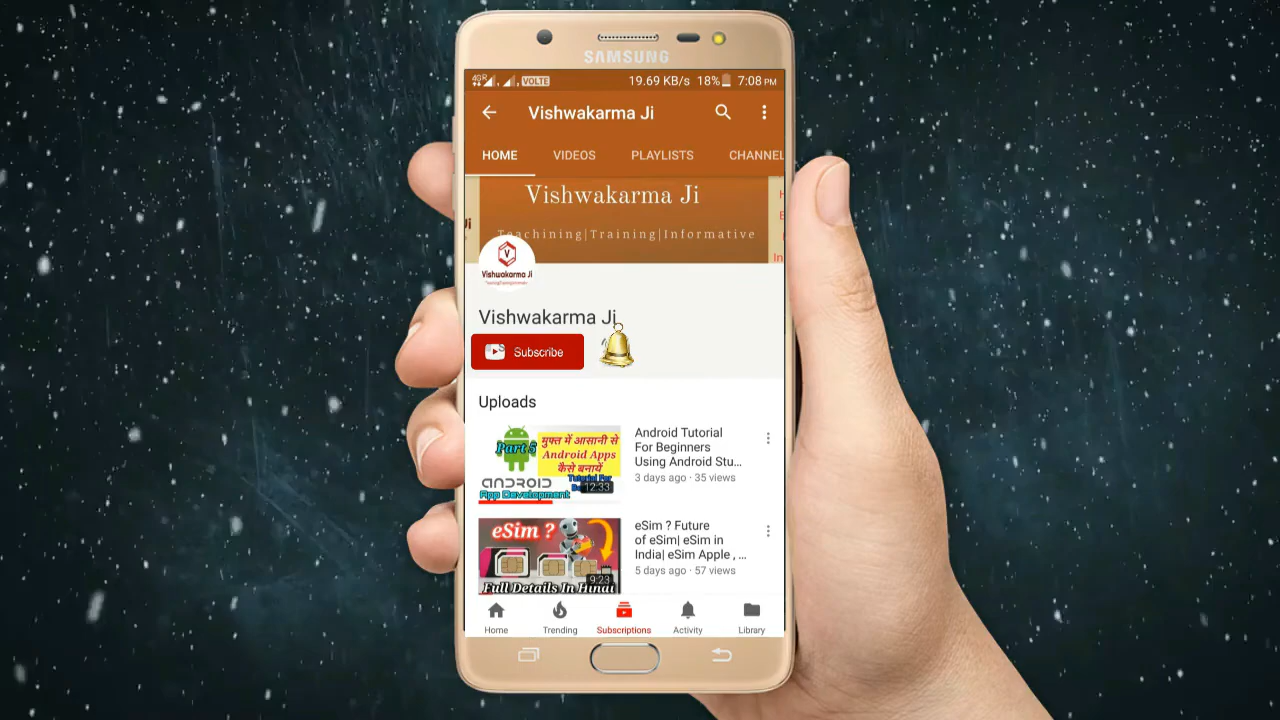 SAMSUNG
4GR VOLTE 19.69 KB/s 18% 7:08 PM
Vishwakarma Ji
HOME VIDEOS PLAYLISTS CHANNEL
Vishwakarma Ji
Teachining|Training|Informative
Vishwakarma Ji
Vishwakarma Ji
Subscribe
Uploads
Part 5
मुफ्त में आसानी से
Android Apps
कैसे बनायें
ANDROID
App Development
Tutorial For
12:33
Android Tutorial
For Beginners
Using Android Stu...
3 days ago · 35 views
eSim ?
Full Details In Hindi
9:23
eSim ? Future
of eSim| eSim in
India| eSim Apple , ...
5 days ago · 57 views
Home Trending Subscriptions Activity Library